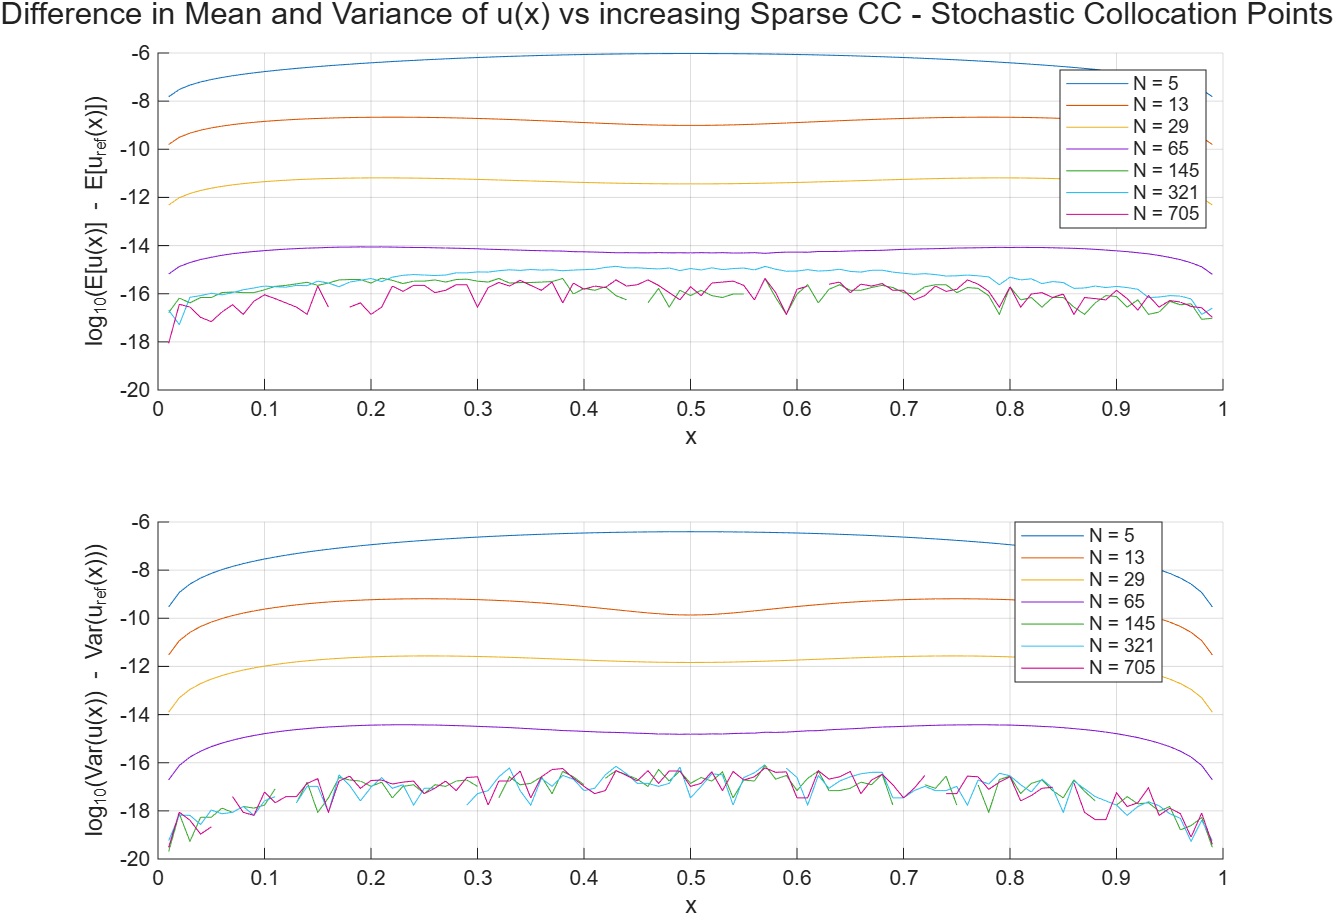 Difference in Mean and Variance of u(x) vs increasing Sparse CC - Stochastic Collocation Points
log10(E[u(x)] - E[uref(x)])
-6
-8
-10
-12
-14
-16
-18
-20
0 0.1 0.2 0.3 0.4 0.5 0.6 0.7 0.8 0.9 1
x
N = 5
N = 13
N = 29
N = 65
N = 145
N = 321
N = 705
log10(Var(u(x)) - Var(uref(x)))
-6
-8
-10
-12
-14
-16
-18
-20
0 0.1 0.2 0.3 0.4 0.5 0.6 0.7 0.8 0.9 1
x
N = 5
N = 13
N = 29
N = 65
N = 145
N = 321
N = 705